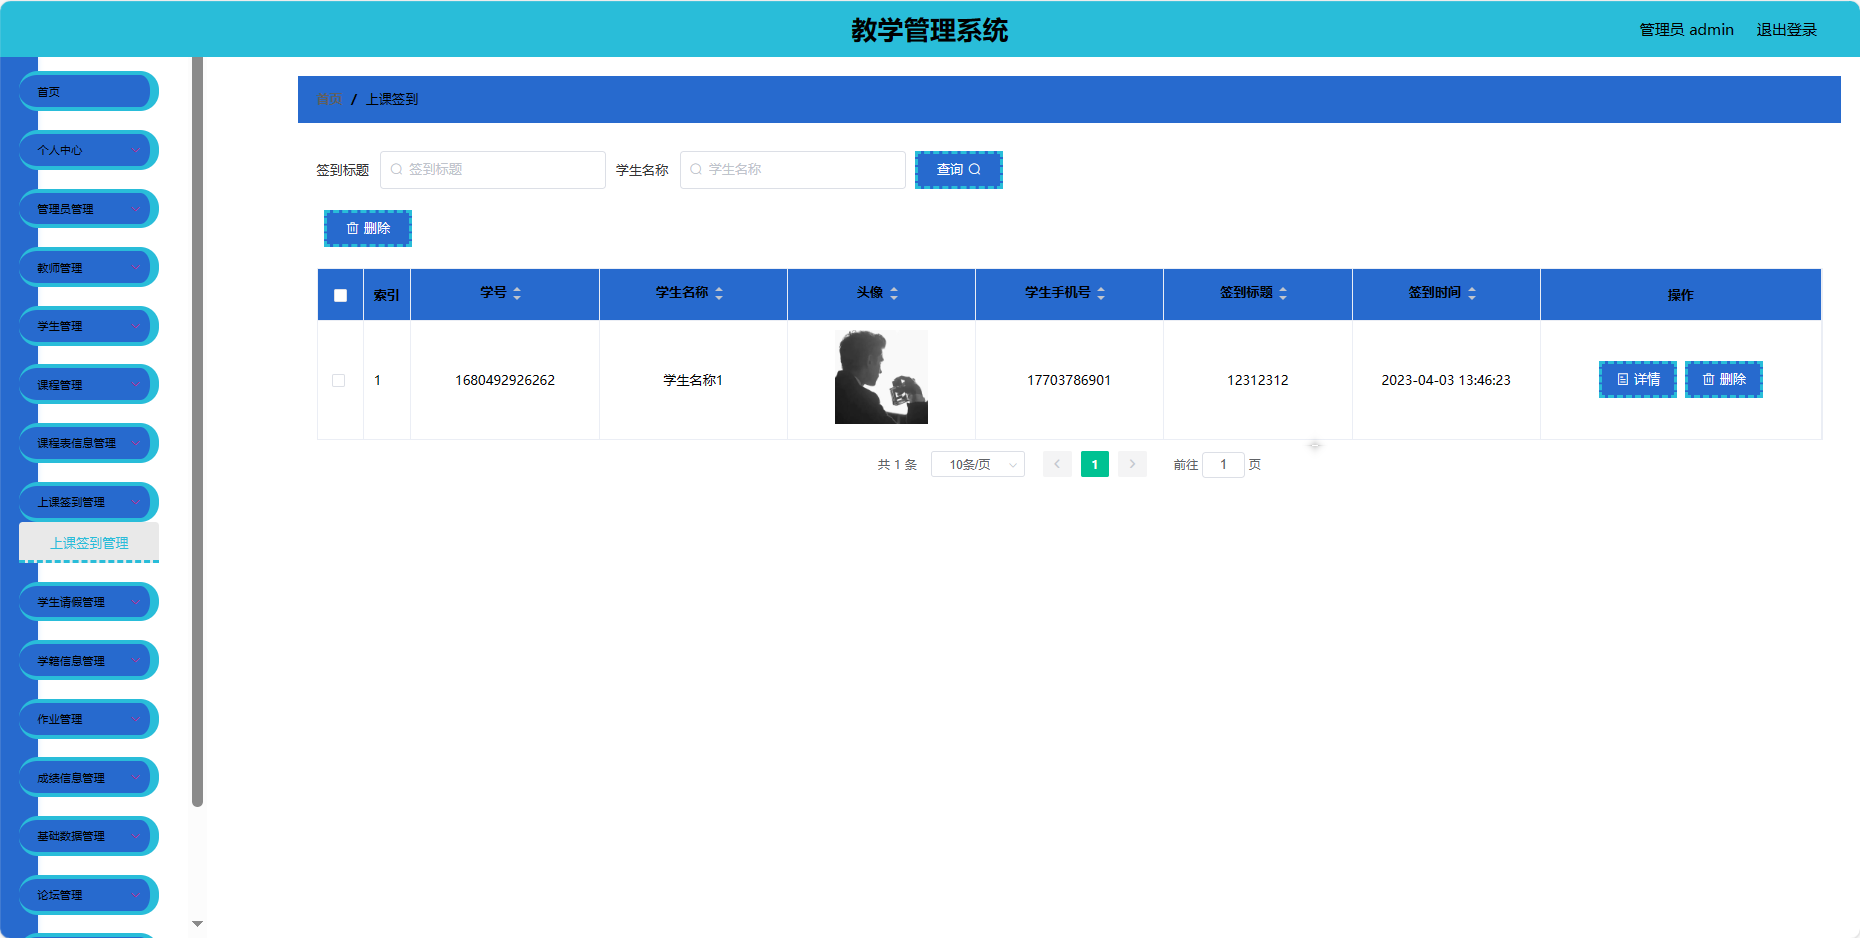 教学管理系统
管理员 admin 退出登录
首页
个人中心
管理员管理
教师管理
学生管理
课程管理
课程表信息管理
上课签到管理
上课签到管理
学生请假管理
学籍信息管理
作业管理
成绩信息管理
基础数据管理
论坛管理
首页 / 上课签到
签到标题 签到标题 学生名称 学生名称 查询
删除
索引 学号 学生名称 头像 学生手机号 签到标题 签到时间 操作
1 1680492926262 学生名称1 17703786901 12312312 2023-04-03 13:46:23 详情 删除
共 1 条 10条/页 1 前往 1 页